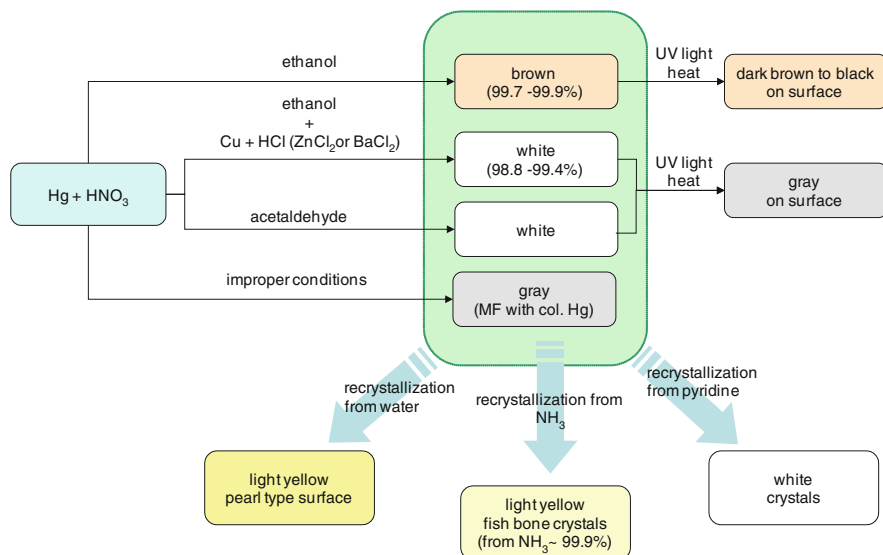 ethanol
ethanol
+
Cu + HCl (ZnCl₂or BaCl₂)
Hg + HNO₃
acetaldehyde
improper conditions
brown
(99.7 -99.9%)
white
(98.8 -99.4%)
white
gray
(MF with col. Hg)
UV light
heat
dark brown to black
on surface
UV light
heat
gray
on surface
recrystallization
from water
recrystallization from
NH₃
recrystallization
from pyridine
light yellow
pearl type surface
light yellow
fish bone crystals
(from NH₃~ 99.9%)
white
crystals